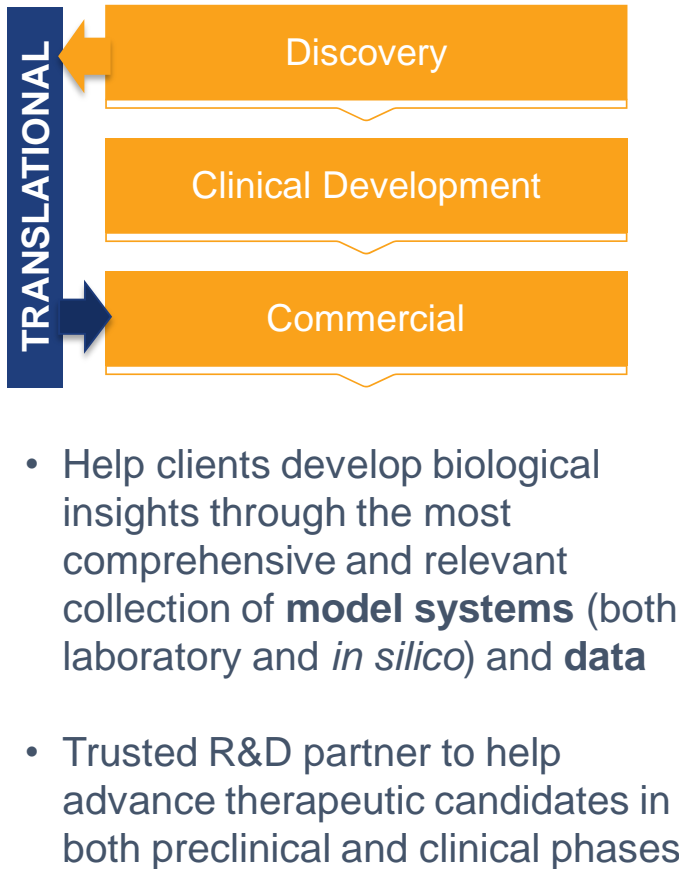 TRANSLATIONAL
Discovery
Clinical Development
Commercial
• Help clients develop biological
insights through the most
comprehensive and relevant
collection of model systems (both
laboratory and in silico) and data
• Trusted R&D partner to help
advance therapeutic candidates in
both preclinical and clinical phases